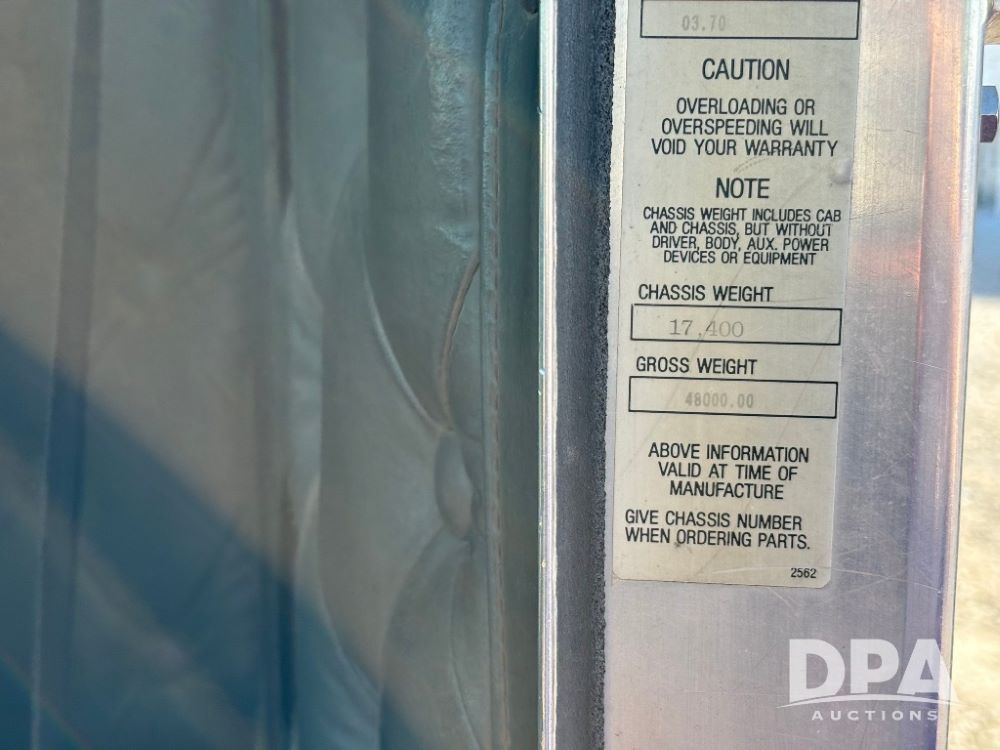 03.70
CAUTION
OVERLOADING OR
OVERSPEEDING WILL
VOID YOUR WARRANTY
NOTE
CHASSIS WEIGHT INCLUDES CAB
AND CHASSIS, BUT WITHOUT
DRIVER, BODY, AUX. POWER
DEVICES OR EQUIPMENT
CHASSIS WEIGHT
17,400
GROSS WEIGHT
48000.00
ABOVE INFORMATION
VALID AT TIME OF
MANUFACTURE
GIVE CHASSIS NUMBER
WHEN ORDERING PARTS.
2562
DPA
AUCTIONS